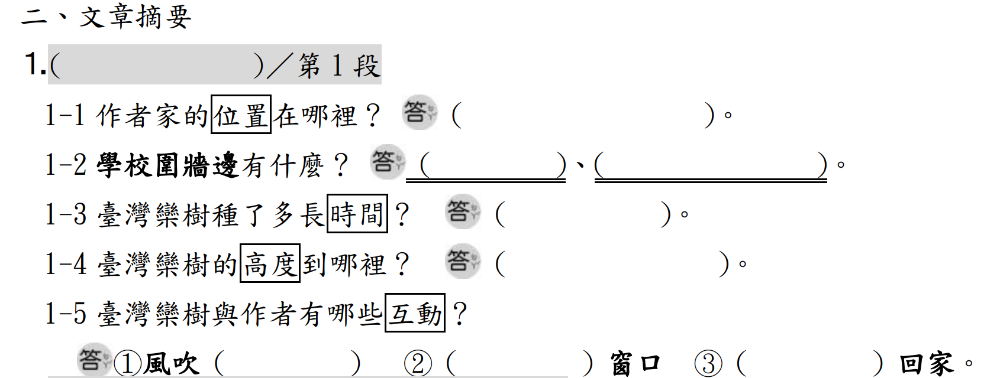 二、文章摘要
1.(　　　　　　)／第 1 段
1-1 作者家的位置在哪裡？ 答（　　　　　　　　）。
1-2 學校圍牆邊有什麼？ 答（　　　　）、（　　　　　　　）。
1-3 臺灣欒樹種了多長時間？ 答（　　　　　）。
1-4 臺灣欒樹的高度到哪裡？ 答（　　　　　　　）。
1-5 臺灣欒樹與作者有哪些互動？
答①風吹（　　　　） ②（　　　　）窗口 ③（　　　　）回家。